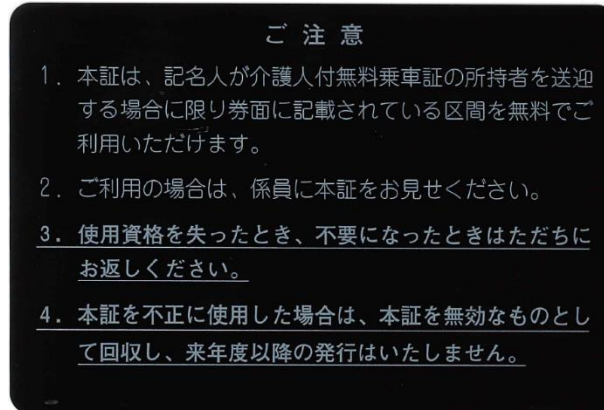 ご注意
1．本証は、記名人が介護人付無料乗車証の所持者を送迎
する場合に限り券面に記載されている区間を無料でご
利用いただけます。
2．ご利用の場合は、係員に本証をお見せください。
3．使用資格を失ったとき、不要になったときはただちに
お返しください。
4．本証を不正に使用した場合は、本証を無効なものとし
て回収し、来年度以降の発行はいたしません。